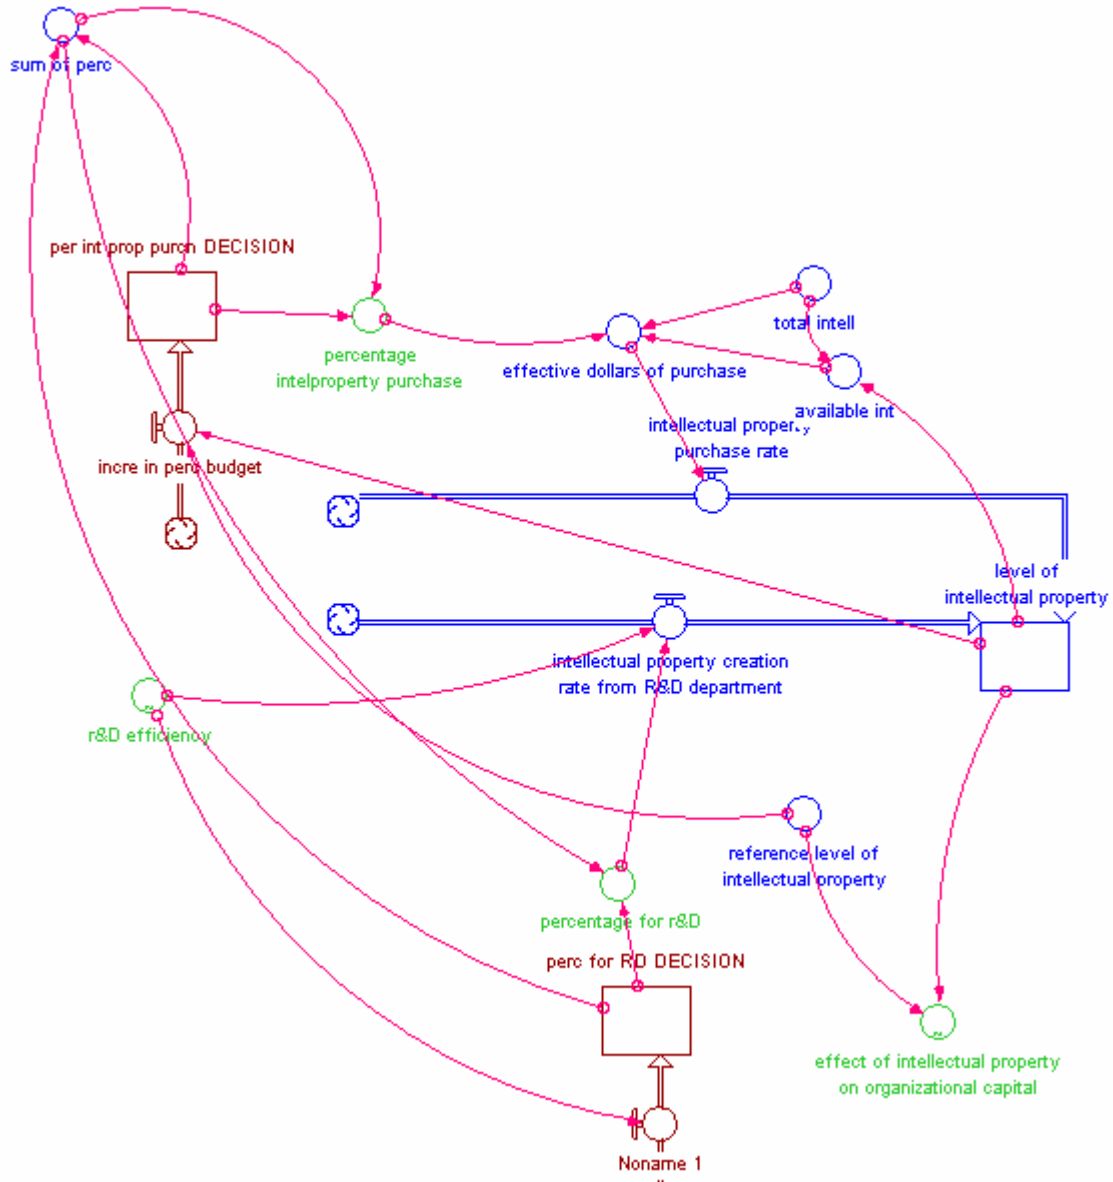 sum of perc
per int prop purch DECISION
total intell
percentage
intelproperty purchase
effective dollars of purchase
available int
intellectual property
purchase rate
incre in perc budget
level of
intellectual property
intellectual property creation
rate from R&D department
r&D efficiency
reference level of
intellectual property
percentage for r&D
perc for RD DECISION
effect of intellectual property
on organizational capital
Noname 1